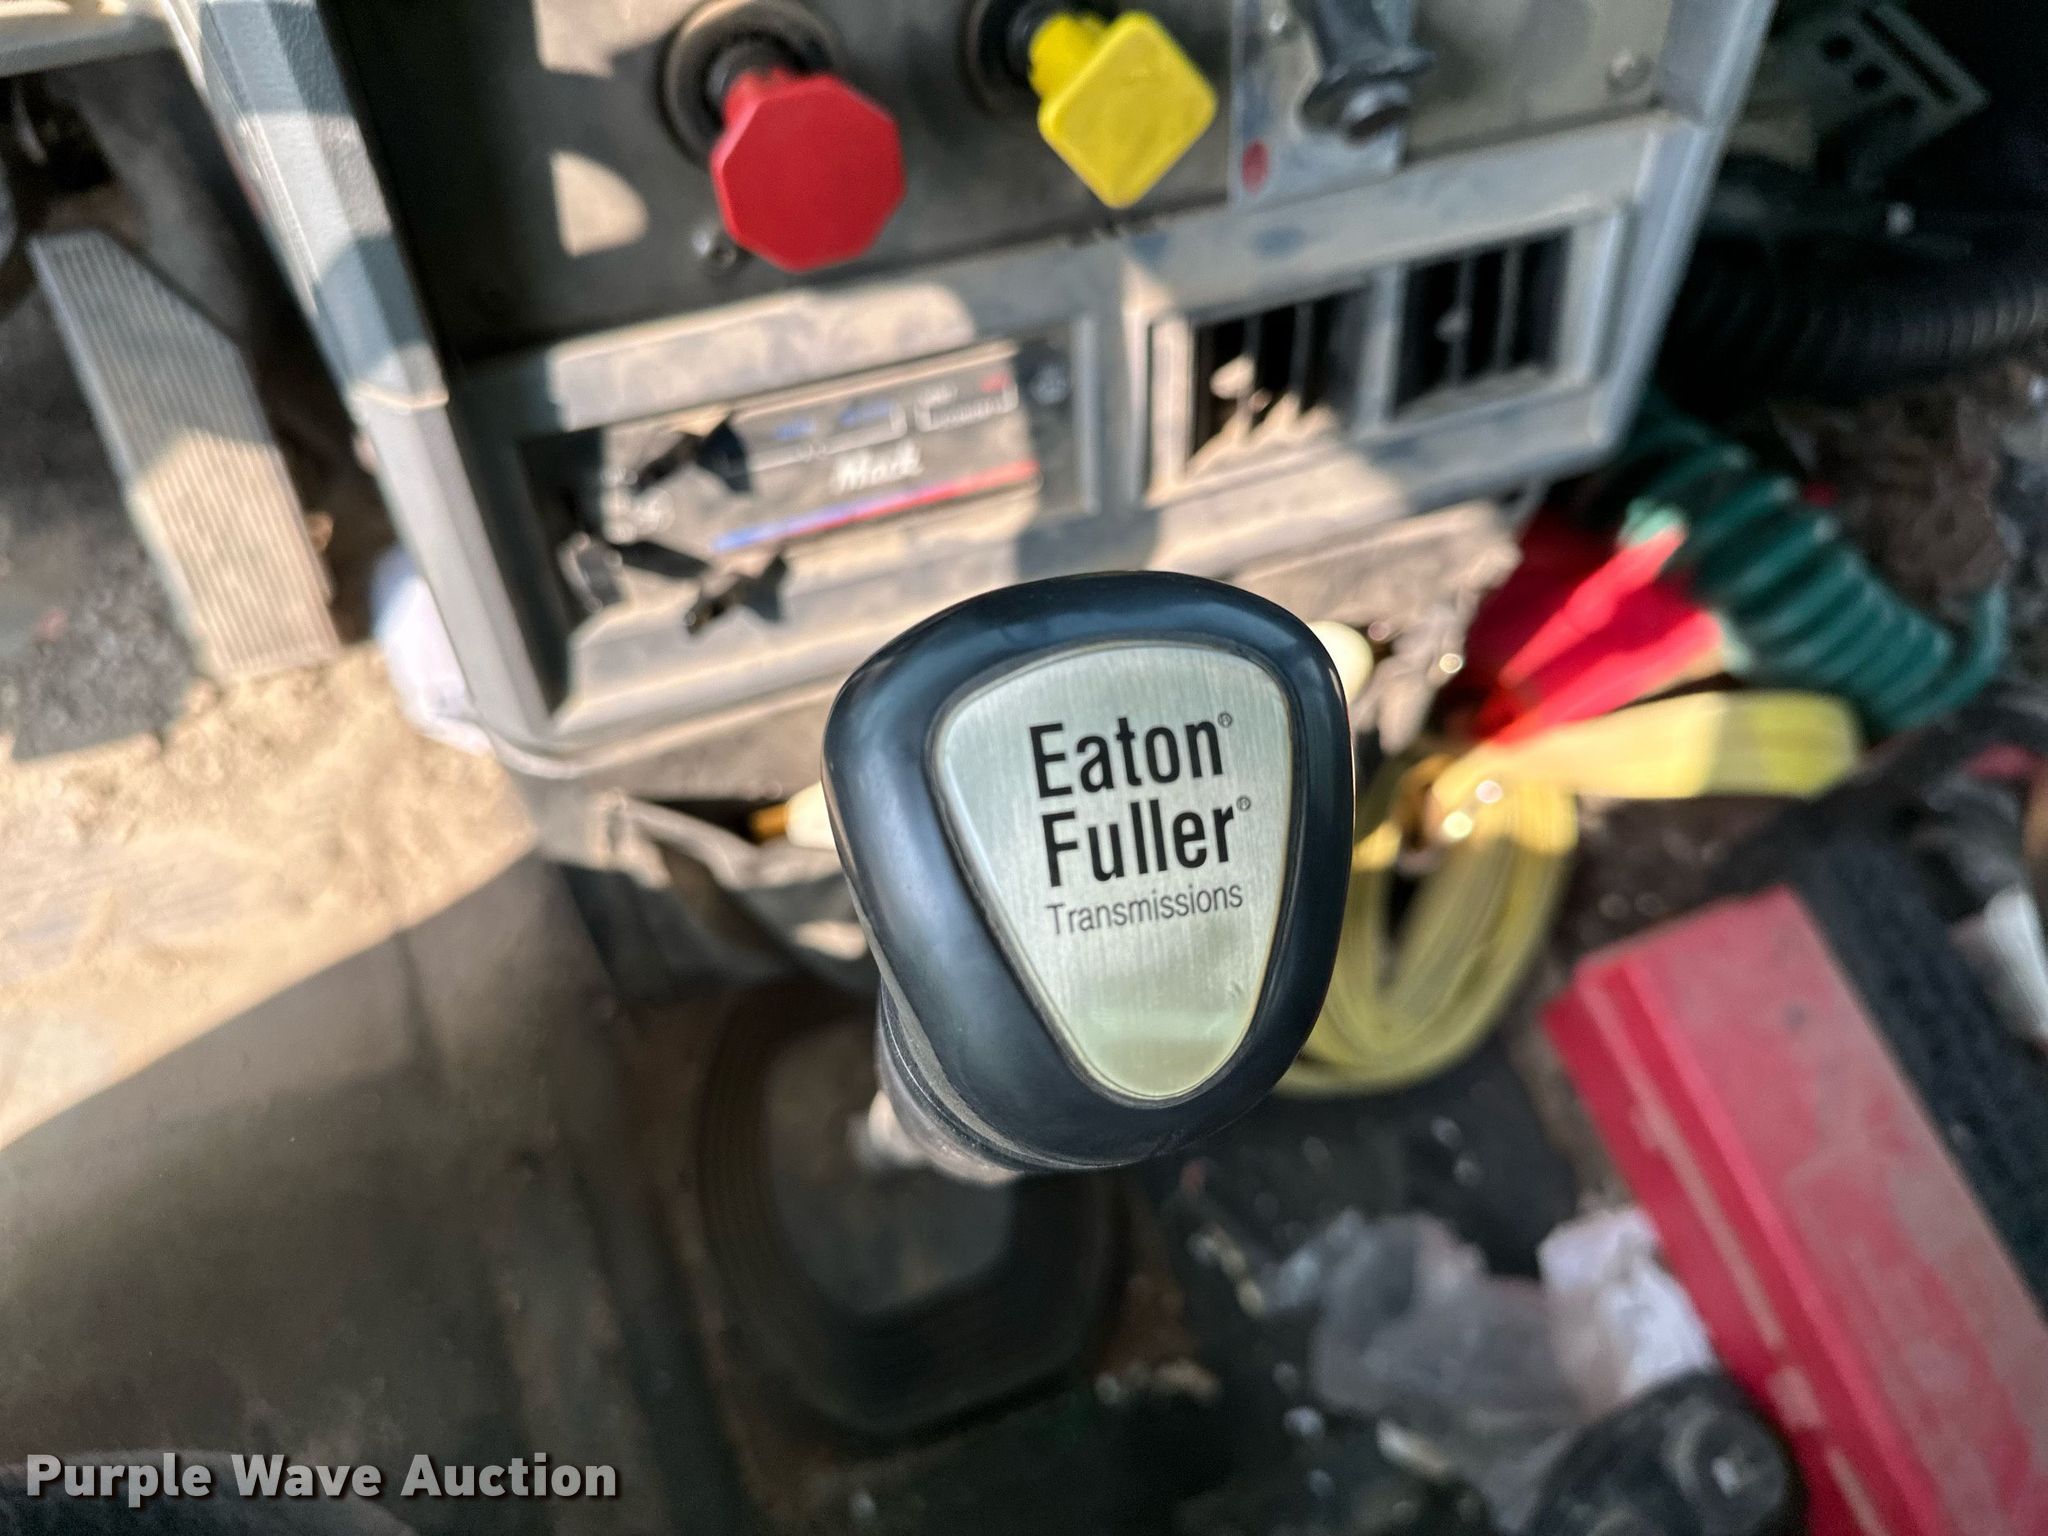 Mack
Eaton®
Fuller®
Transmissions
Purple Wave Auction